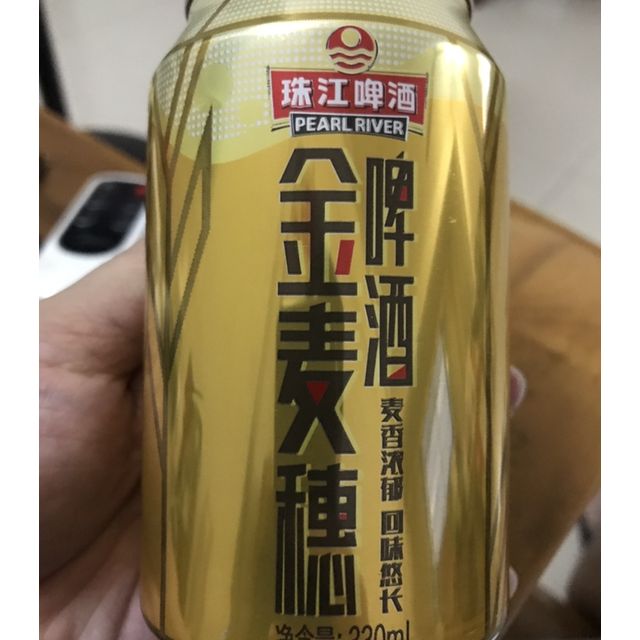 珠江啤酒
PEARL RIVER
金麦穗
啤酒
麦香浓郁 回味悠长
净含量:330ml